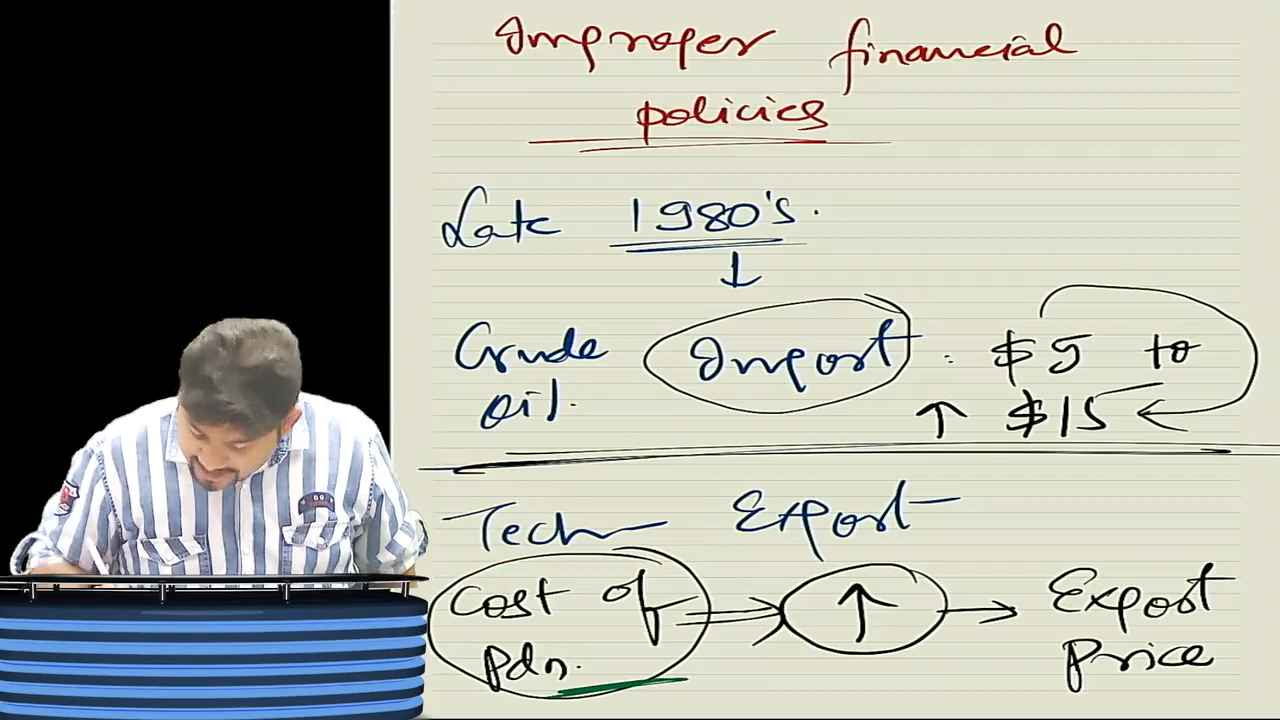 Improper financial
policies
Late 1980's.
↓
Crude Import : $5 to
oil. ↑ $15
Tech Export
Cost of ⇒ ↑ → Export
Pdn. Price